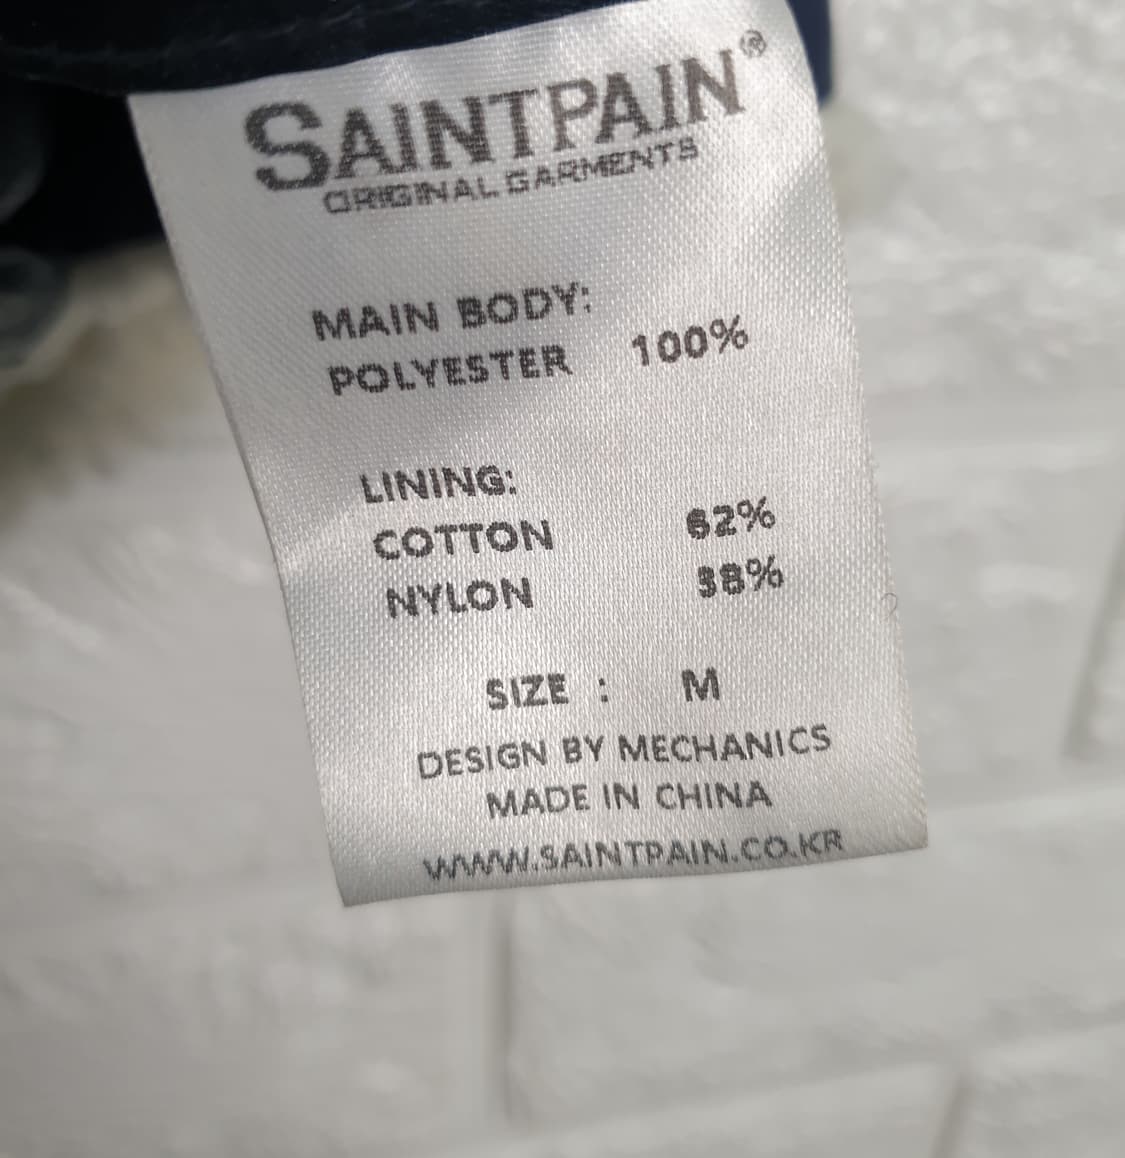 SAINTPAIN®
ORIGINAL GARMENTS
MAIN BODY:
POLYESTER 100%
LINING:
COTTON 62%
NYLON 38%
SIZE : M
DESIGN BY MECHANICS
MADE IN CHINA
WWW.SAINTPAIN.CO.KR